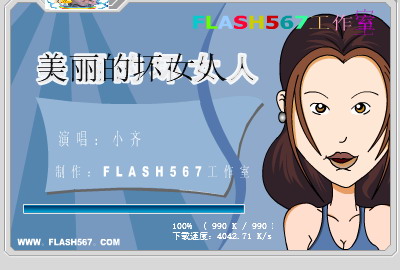 FLASH567工作室
美丽的坏女人
演唱：小齐
制作：FLASH567工作室
100% ( 990 K / 990
下载速度：4042.71 K/s
WWW. FLASH567. COM